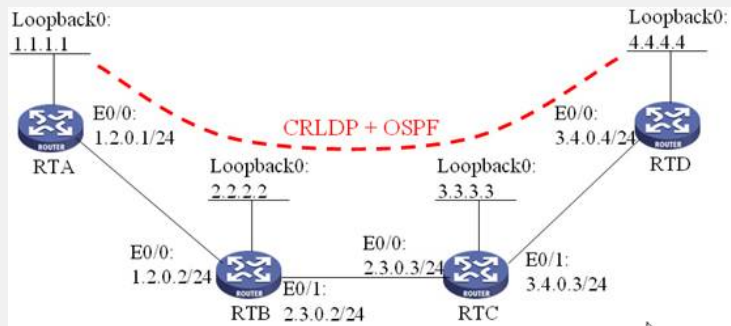 Loopback0:
1.1.1.1
Loopback0:
4.4.4.4
E0/0:
1.2.0.1/24
ROUTER
RTA
CRLDP + OSPF
E0/0:
3.4.0.4/24
ROUTER
RTD
Loopback0:
2.2.2.2
Loopback0:
3.3.3.3
E0/0:
1.2.0.2/24
ROUTER
RTB
E0/1:
2.3.0.2/24
E0/0:
2.3.0.3/24
ROUTER
RTC
E0/1:
3.4.0.3/24